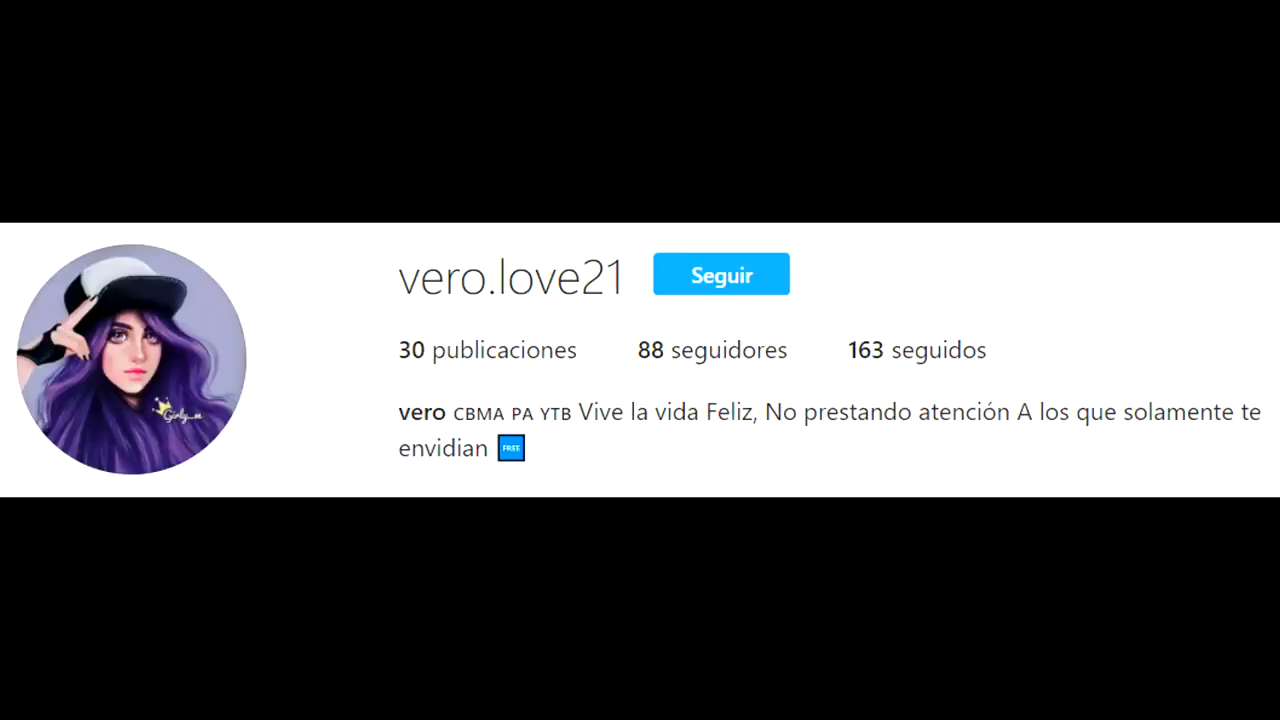 vero.love21 Seguir
30 publicaciones 88 seguidores 163 seguidos
vero ᴄʙᴍᴀ ᴘᴀ ʏᴛʙ Vive la vida Feliz, No prestando atención A los que solamente te
envidian 🆓
Girly_m